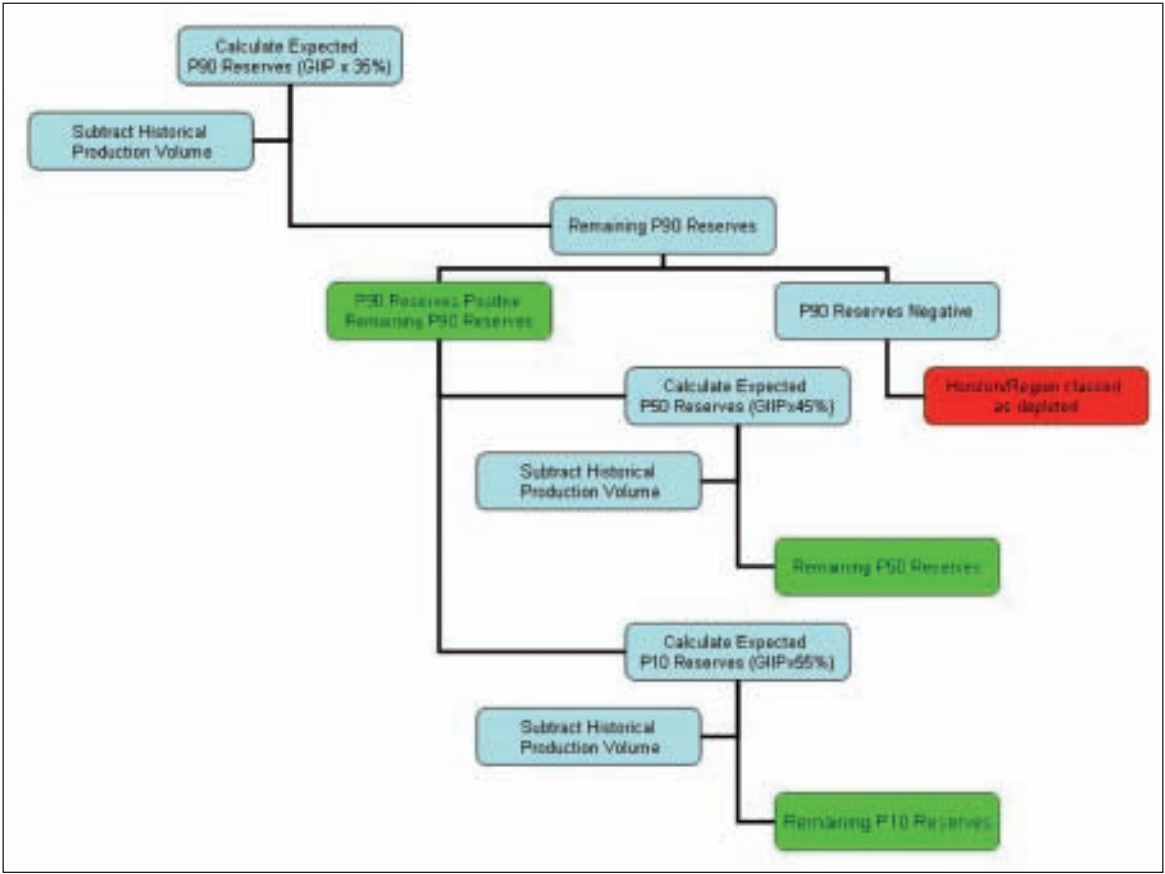 Calculate Expected
P90 Reserves (GIIP x 35%)
Subtract Historical
Production Volume
Remaining P90 Reserves
P90 Reserves Positive
Remaining P90 Reserves
P90 Reserves Negative
Calculate Expected
P50 Reserves (GIIPx45%)
Horizon/Region classed
as depleted
Subtract Historical
Production Volume
Remaining P50 Reserves
Calculate Expected
P10 Reserves (GIIPx55%)
Subtract Historical
Production Volume
Remaining P10 Reserves